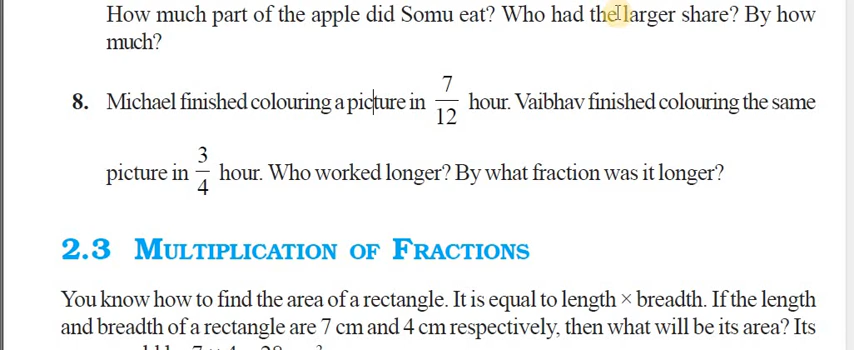 How much part of the apple did Somu eat? Who had the larger share? By how
much?
8. Michael finished colouring a picture in 7/12 hour. Vaibhav finished colouring the same
picture in 3/4 hour. Who worked longer? By what fraction was it longer?
2.3 MULTIPLICATION OF FRACTIONS
You know how to find the area of a rectangle. It is equal to length × breadth. If the length
and breadth of a rectangle are 7 cm and 4 cm respectively, then what will be its area? Its